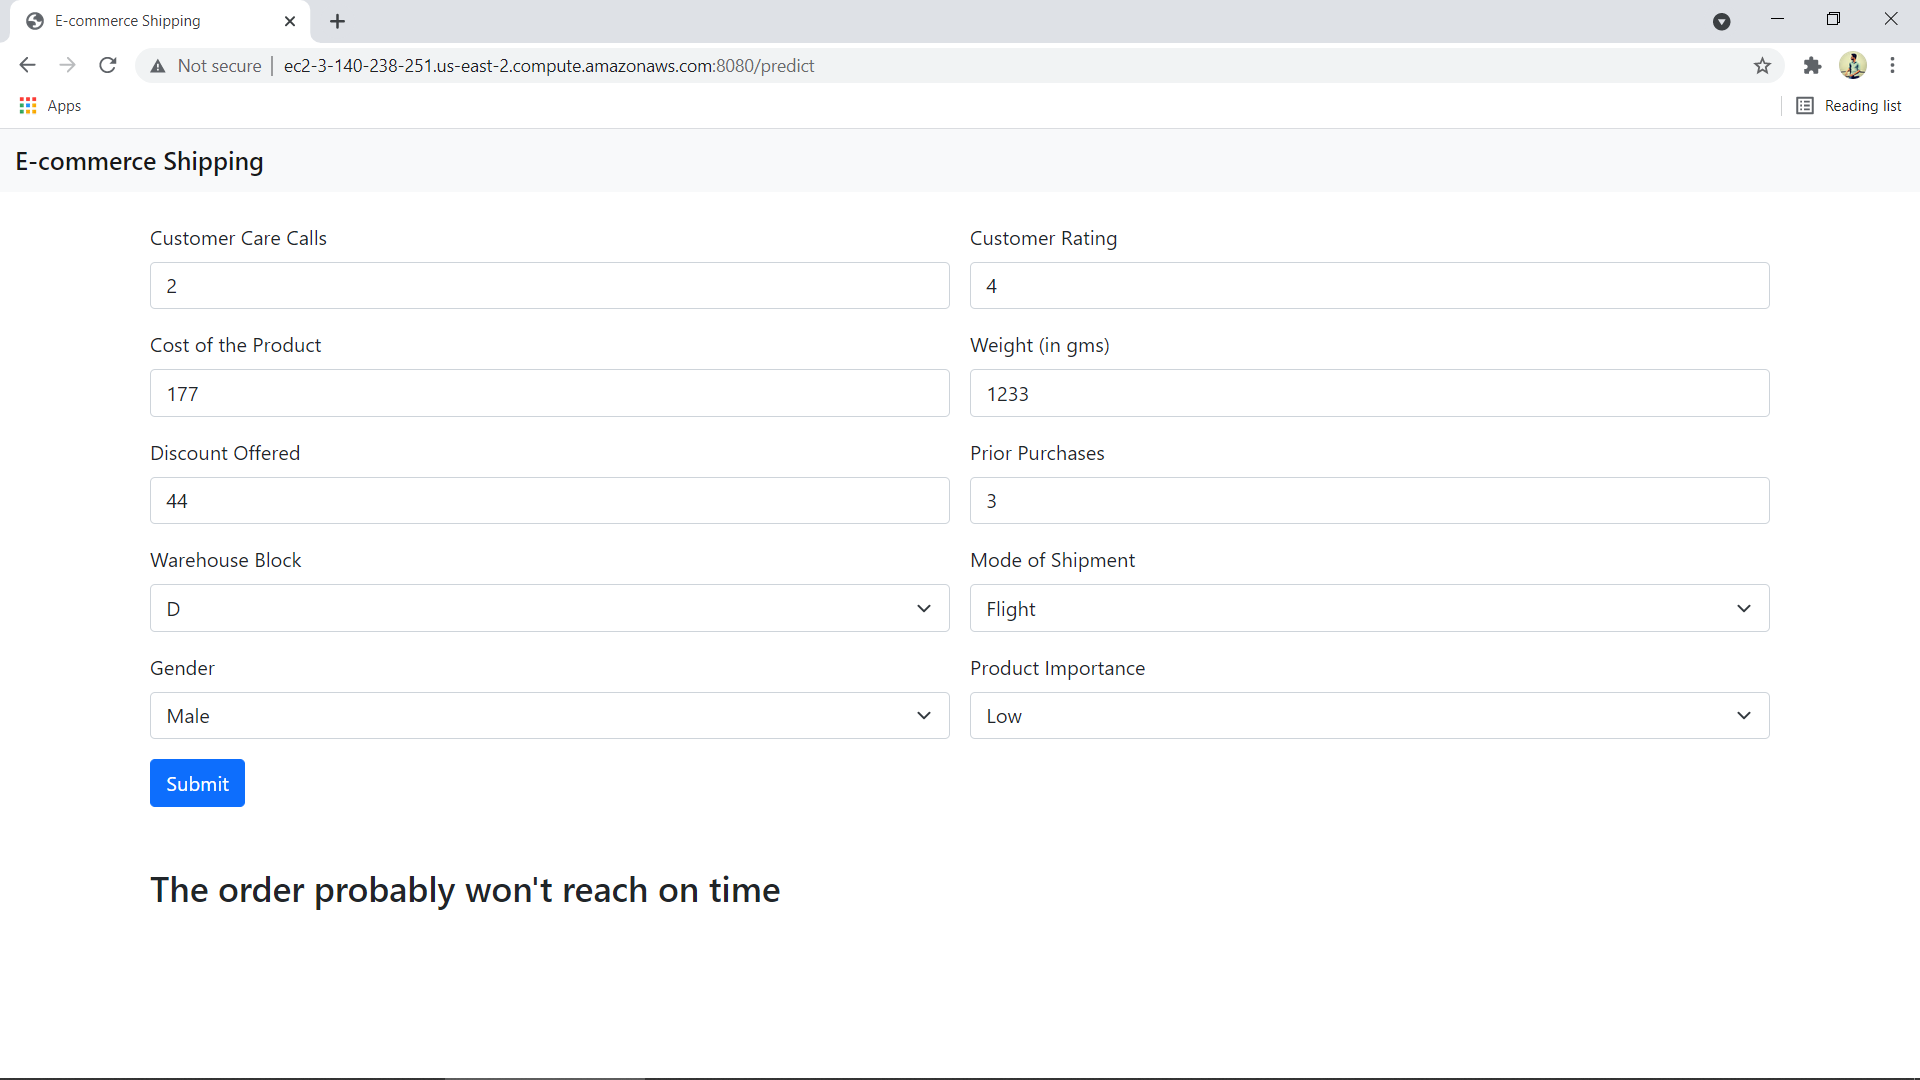 E-commerce Shipping
Not secure ec2-3-140-238-251.us-east-2.compute.amazonaws.com:8080/predict
Apps Reading list
E-commerce Shipping
Customer Care Calls Customer Rating
2 4
Cost of the Product Weight (in gms)
177 1233
Discount Offered Prior Purchases
44 3
Warehouse Block Mode of Shipment
D Flight
Gender Product Importance
Male Low
Submit
The order probably won't reach on time